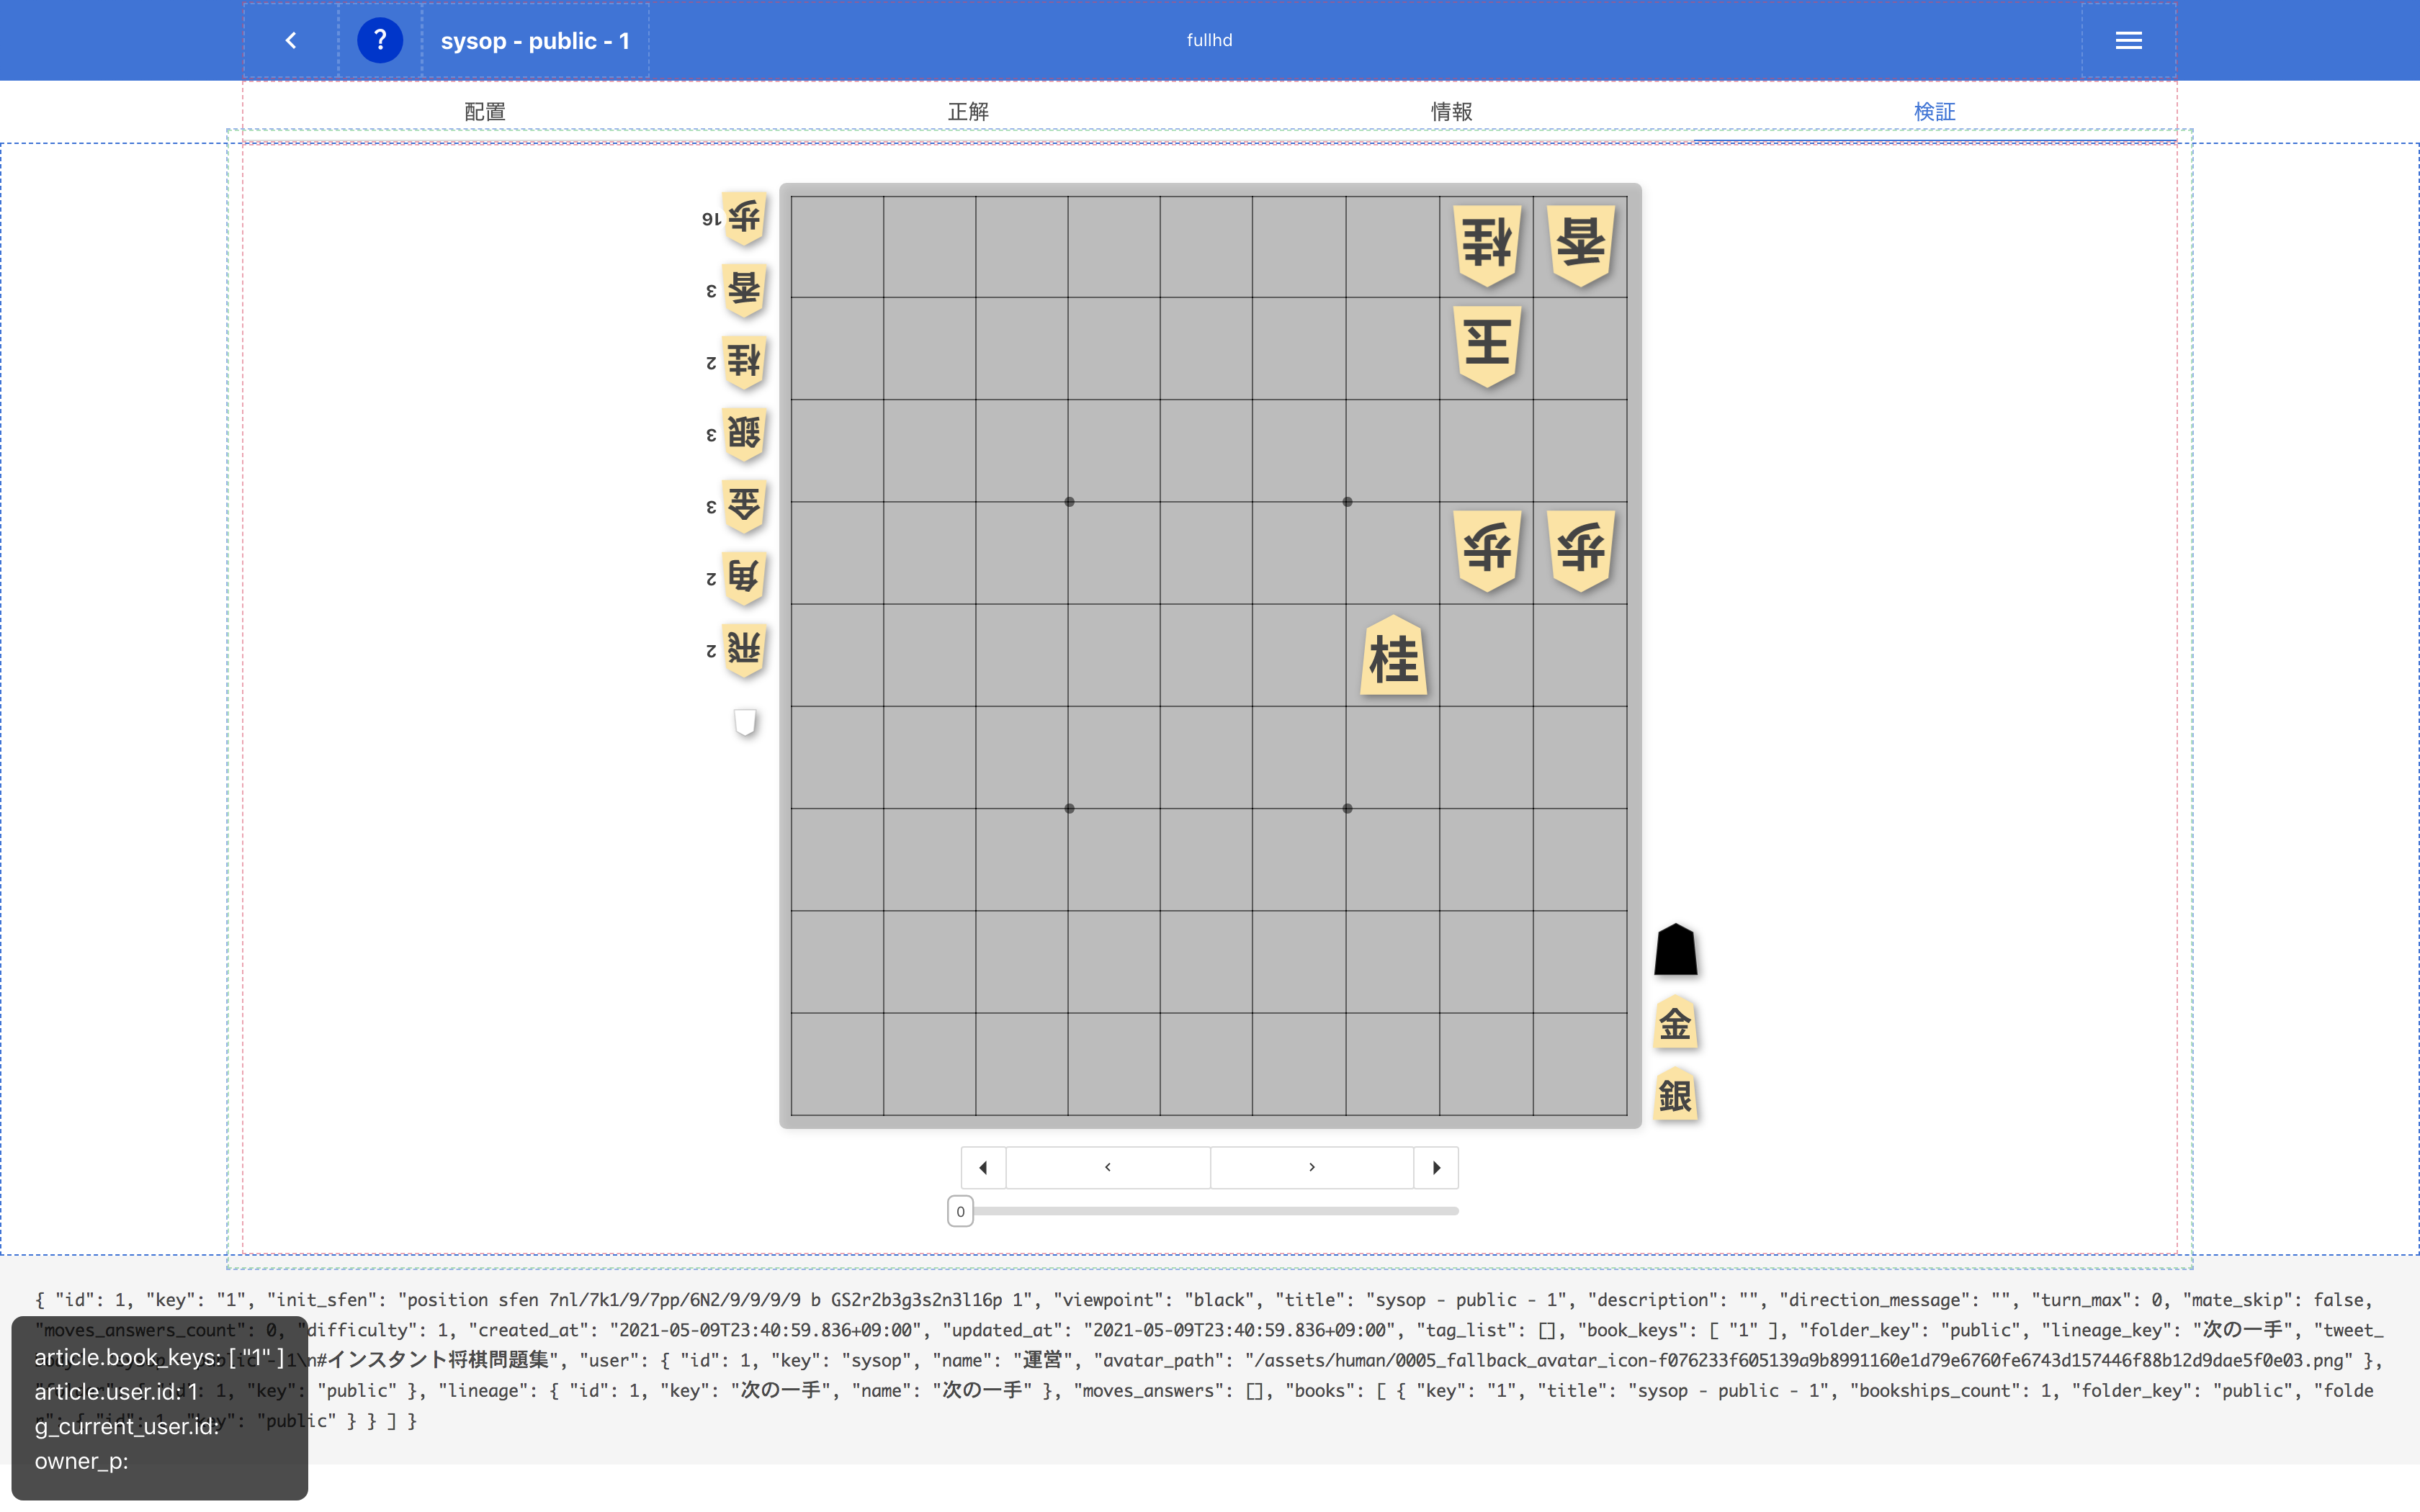 ?
sysop - public - 1
fullhd
配置
正解
情報
検証
歩 16
香 3
桂 2
銀 3
金 3
角 2
飛 2
桂 香
玉
歩 歩
桂
金
銀
0
{ "id": 1, "key": "1", "init_sfen": "position sfen 7nl/7k1/9/7pp/6N2/9/9/9/9 b GS2r2b3g3s2n3l16p 1", "viewpoint": "black", "title": "sysop - public - 1", "description": "", "direction_message": "", "turn_max": 0, "mate_skip": false,
"moves_answers_count": 0, "difficulty": 1, "created_at": "2021-05-09T23:40:59.836+09:00", "updated_at": "2021-05-09T23:40:59.836+09:00", "tag_list": [], "book_keys": [ "1" ], "folder_key": "public", "lineage_key": "次の一手", "tweet_
1\n#インスタント将棋問題集", "user": { "id": 1, "key": "sysop", "name": "運営", "avatar_path": "/assets/human/0005_fallback_avatar_icon-f076233f605139a9b8991160e1d79e6760fe6743d157446f88b12d9dae5f0e03.png" },
1, "key": "public" }, "lineage": { "id": 1, "key": "次の一手", "name": "次の一手" }, "moves_answers": [], "books": [ { "key": "1", "title": "sysop - public - 1", "bookships_count": 1, "folder_key": "public", "folde
r": { "id": 1, "key": "public" } } ] }
article.book_keys: [ "1" ]
article.user.id: 1
g_current_user.id:
owner_p: